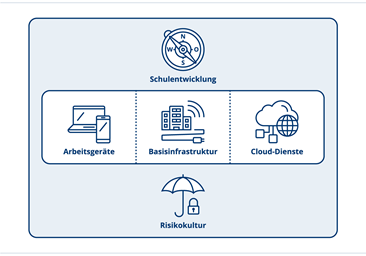 N
W O
S
Schulentwicklung
Arbeitsgeräte Basisinfrastruktur Cloud-Dienste
Risikokultur